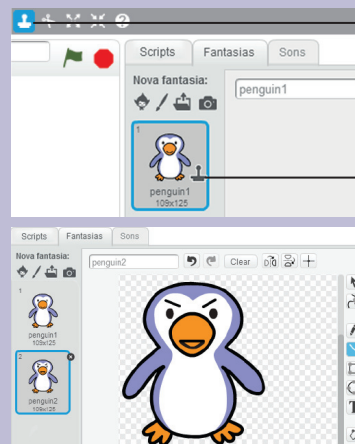 Scripts Fantasias Sons
Nova fantasia:
penguin1
1
penguin1
109x125
Scripts Fantasias Sons
Nova fantasia:
penguin2 Clear
1
penguin1
109x125
2
penguin2
109x126
T